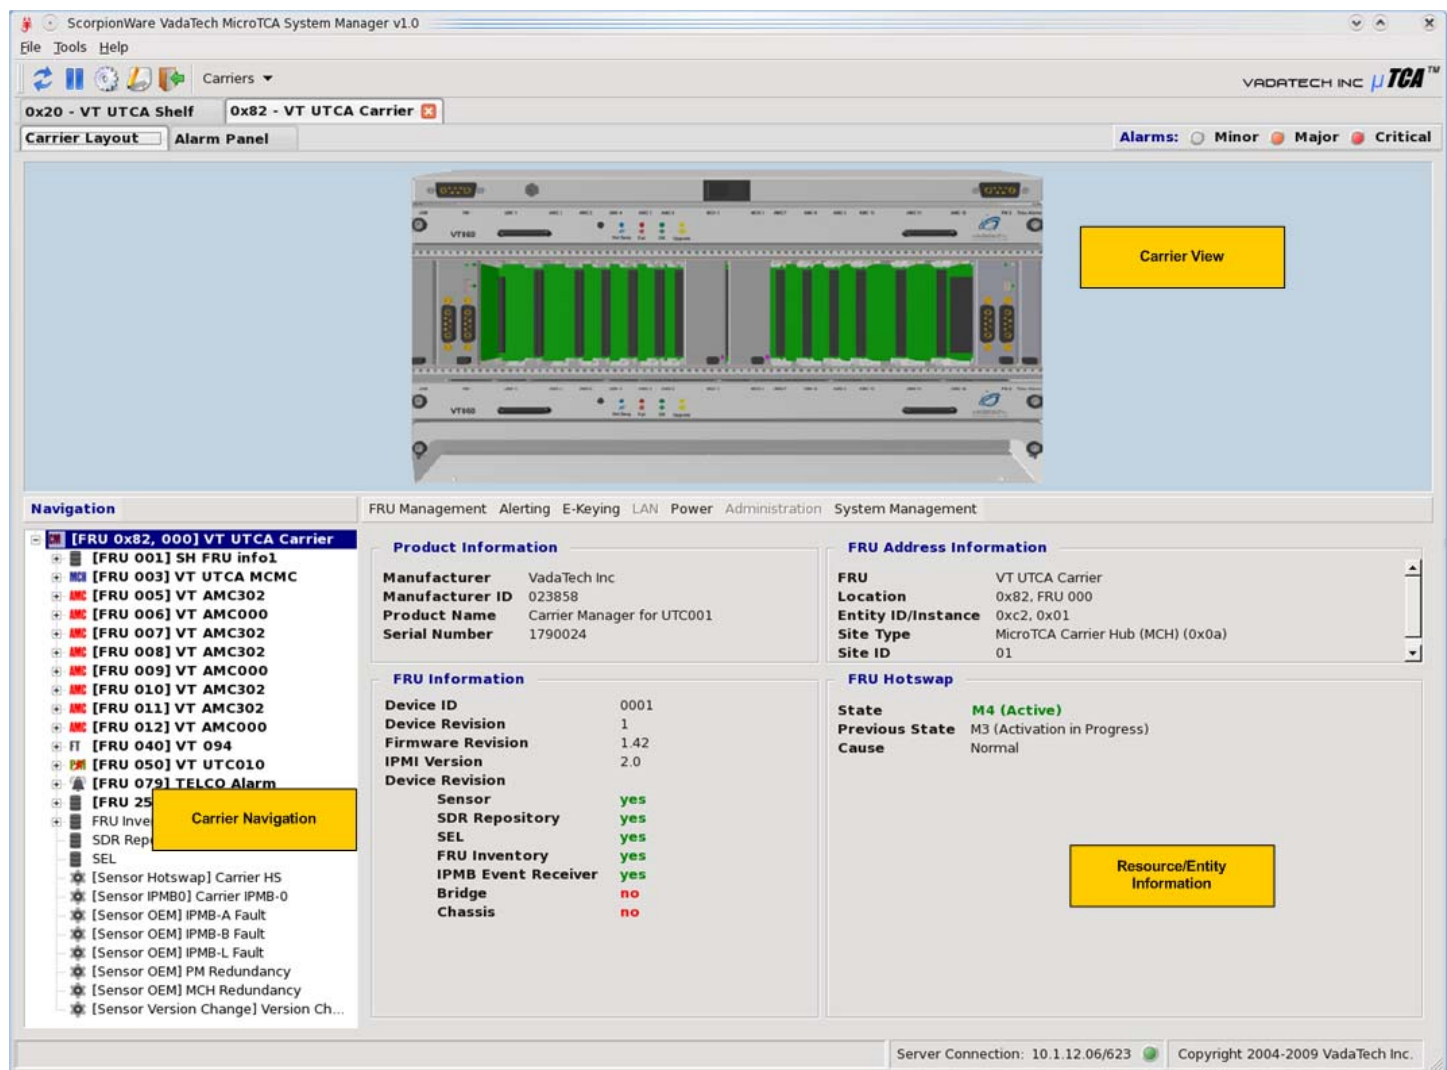 ScorpionWare VadaTech MicroTCA System Manager v1.0
File Tools Help
Carriers
VADATECH INC μTCA™
0x20 - VT UTCA Shelf 0x82 - VT UTCA Carrier
Carrier Layout Alarm Panel
Alarms: Minor Major Critical
VT860
Carrier View
VT860
Navigation
FRU Management Alerting E-Keying LAN Power Administration System Management
[FRU 0x82, 000] VT UTCA Carrier
[FRU 001] SH FRU info1
MCH [FRU 003] VT UTCA MCMC
AMC [FRU 005] VT AMC302
AMC [FRU 006] VT AMC000
AMC [FRU 007] VT AMC302
AMC [FRU 008] VT AMC302
AMC [FRU 009] VT AMC000
AMC [FRU 010] VT AMC302
AMC [FRU 011] VT AMC302
AMC [FRU 012] VT AMC000
FT [FRU 040] VT 094
PM [FRU 050] VT UTC010
[FRU 079] TELCO Alarm
[FRU 25
FRU Inve
SDR Rep
SEL
[Sensor Hotswap] Carrier HS
[Sensor IPMB0] Carrier IPMB-0
[Sensor OEM] IPMB-A Fault
[Sensor OEM] IPMB-B Fault
[Sensor OEM] IPMB-L Fault
[Sensor OEM] PM Redundancy
[Sensor OEM] MCH Redundancy
[Sensor Version Change] Version Ch...
Carrier Navigation
Product Information
Manufacturer VadaTech Inc
Manufacturer ID 023858
Product Name Carrier Manager for UTC001
Serial Number 1790024
FRU Address Information
FRU VT UTCA Carrier
Location 0x82, FRU 000
Entity ID/Instance 0xc2, 0x01
Site Type MicroTCA Carrier Hub (MCH) (0x0a)
Site ID 01
FRU Information
Device ID 0001
Device Revision 1
Firmware Revision 1.42
IPMI Version 2.0
Device Revision
Sensor yes
SDR Repository yes
SEL yes
FRU Inventory yes
IPMB Event Receiver yes
Bridge no
Chassis no
FRU Hotswap
State M4 (Active)
Previous State M3 (Activation in Progress)
Cause Normal
Resource/Entity
Information
Server Connection: 10.1.12.06/623
Copyright 2004-2009 VadaTech Inc.